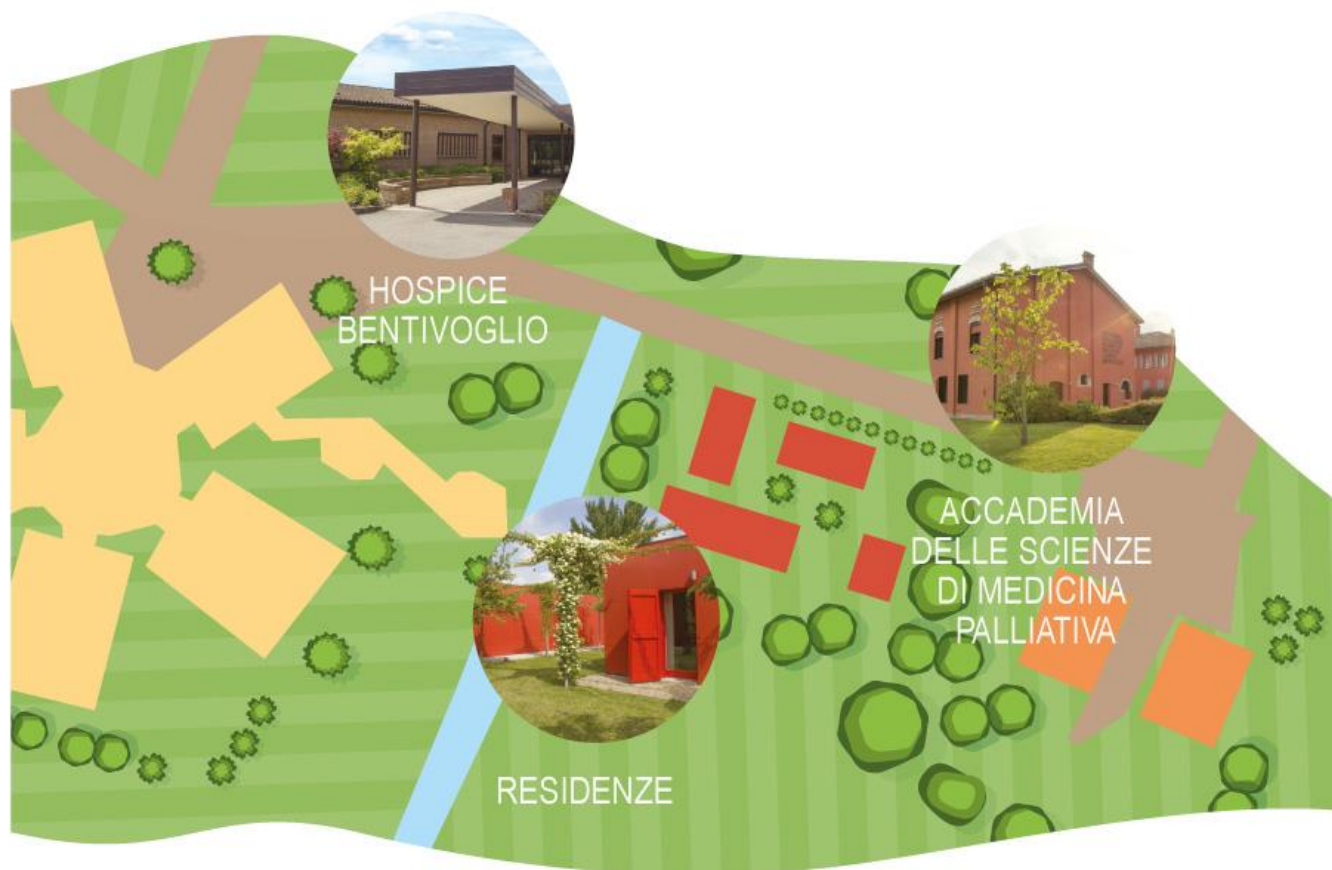 HOSPICE
BENTIVOGLIO
ACCADEMIA
DELLE SCIENZE
DI MEDICINA
PALLIATIVA
RESIDENZE